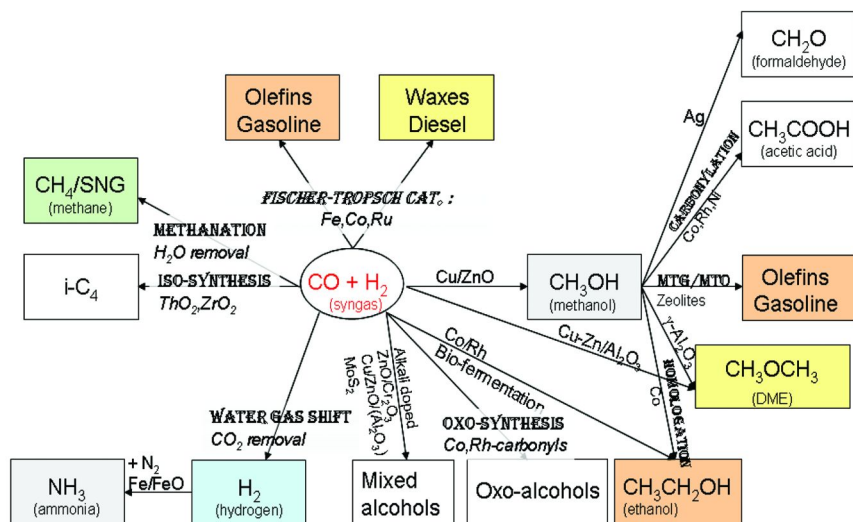 CH₂O
(formaldehyde)
Olefins
Gasoline
Waxes
Diesel
Ag
CH₃COOH
(acetic acid)
CARBONYLATION
Co,Rh,Ni
CH₄/SNG
(methane)
FISCHER-TROPSCH CAT. :
Fe,Co,Ru
METHANATION
H₂O removal
i-C₄
ISO-SYNTHESIS
ThO₂,ZrO₂
CO + H₂
(syngas)
Cu/ZnO
CH₃OH
(methanol)
MTG/MTO
Zeolites
Olefins
Gasoline
Cu-Zn/Al₂O₃
γ-Al₂O₃
CH₃OCH₃
(DME)
HOMOLOGATION
Co
Co/Rh
Bio-fermentation
Alkali doped
ZnO/Cr₂O₃
Cu/ZnO/(Al₂O₃)
MoS₂
WATER GAS SHIFT
CO₂ removal
OXO-SYNTHESIS
Co,Rh-carbonyls
NH₃
(ammonia)
+ N₂
Fe/FeO
H₂
(hydrogen)
Mixed
alcohols
Oxo-alcohols
CH₃CH₂OH
(ethanol)